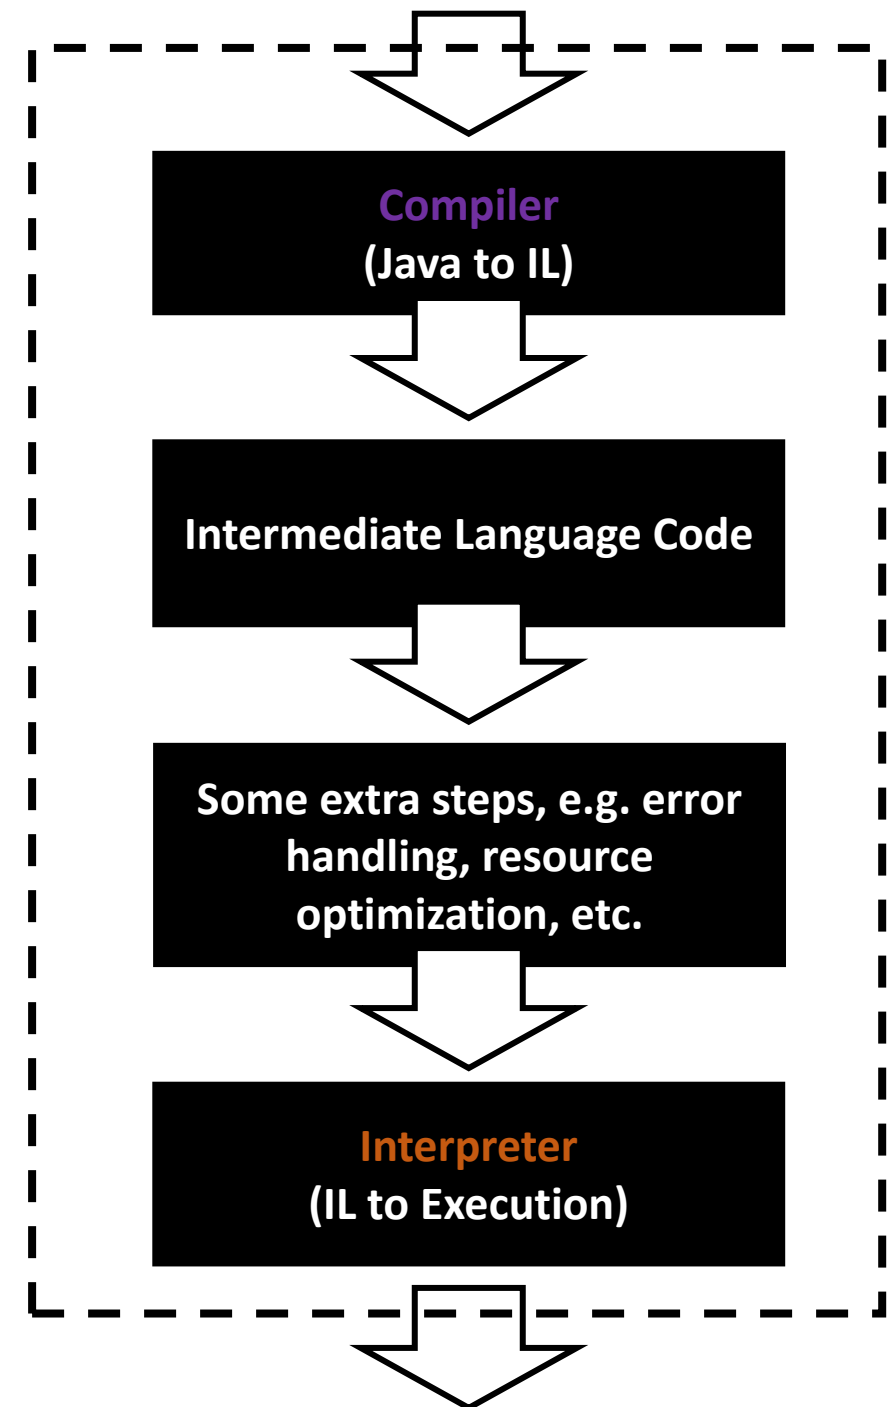 Compiler
(Java to IL)
Intermediate Language Code
Some extra steps, e.g. error
handling, resource
optimization, etc.
Interpreter
(IL to Execution)